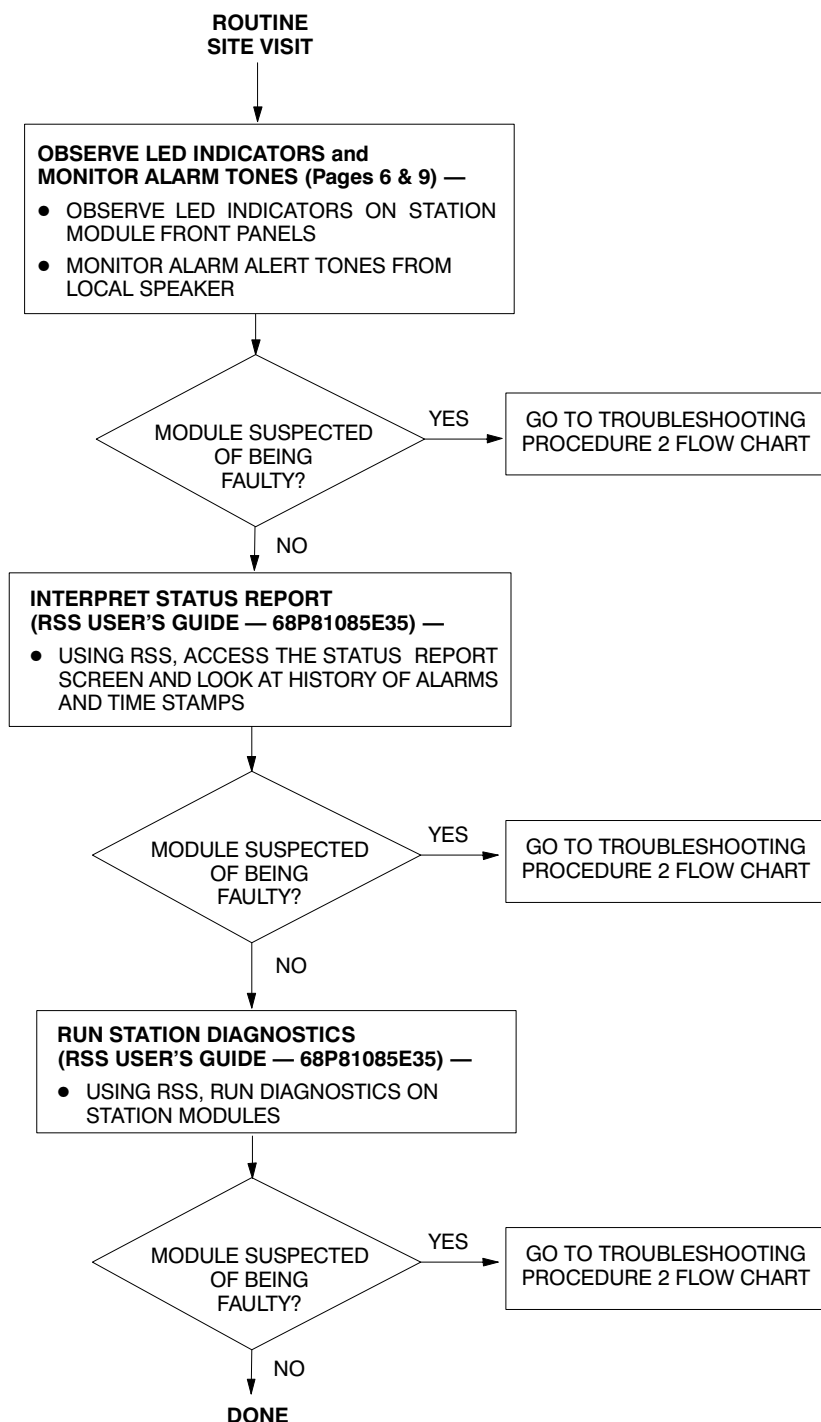 ROUTINE
SITE VISIT
OBSERVE LED INDICATORS and
MONITOR ALARM TONES (Pages 6 & 9) —
● OBSERVE LED INDICATORS ON STATION
MODULE FRONT PANELS
● MONITOR ALARM ALERT TONES FROM
LOCAL SPEAKER
MODULE SUSPECTED
OF BEING
FAULTY?
YES
GO TO TROUBLESHOOTING
PROCEDURE 2 FLOW CHART
NO
INTERPRET STATUS REPORT
(RSS USER'S GUIDE — 68P81085E35) —
● USING RSS, ACCESS THE STATUS REPORT
SCREEN AND LOOK AT HISTORY OF ALARMS
AND TIME STAMPS
MODULE SUSPECTED
OF BEING
FAULTY?
YES
GO TO TROUBLESHOOTING
PROCEDURE 2 FLOW CHART
NO
RUN STATION DIAGNOSTICS
(RSS USER'S GUIDE — 68P81085E35) —
● USING RSS, RUN DIAGNOSTICS ON
STATION MODULES
MODULE SUSPECTED
OF BEING
FAULTY?
YES
GO TO TROUBLESHOOTING
PROCEDURE 2 FLOW CHART
NO
DONE